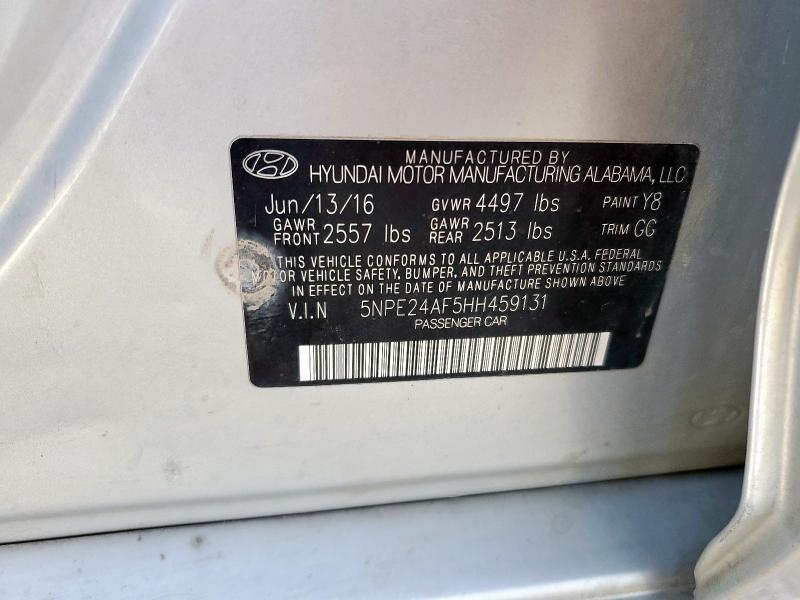 MANUFACTURED BY
HYUNDAI MOTOR MANUFACTURING ALABAMA, LLC
Jun/13/16 GVWR 4497 lbs PAINT Y8
GAWR FRONT 2557 lbs GAWR REAR 2513 lbs TRIM GG
THIS VEHICLE CONFORMS TO ALL APPLICABLE U.S.A. FEDERAL
MOTOR VEHICLE SAFETY, BUMPER, AND THEFT PREVENTION STANDARDS
IN EFFECT ON THE DATE OF MANUFACTURE SHOWN ABOVE
V.I.N 5NPE24AF5HH459131
PASSENGER CAR